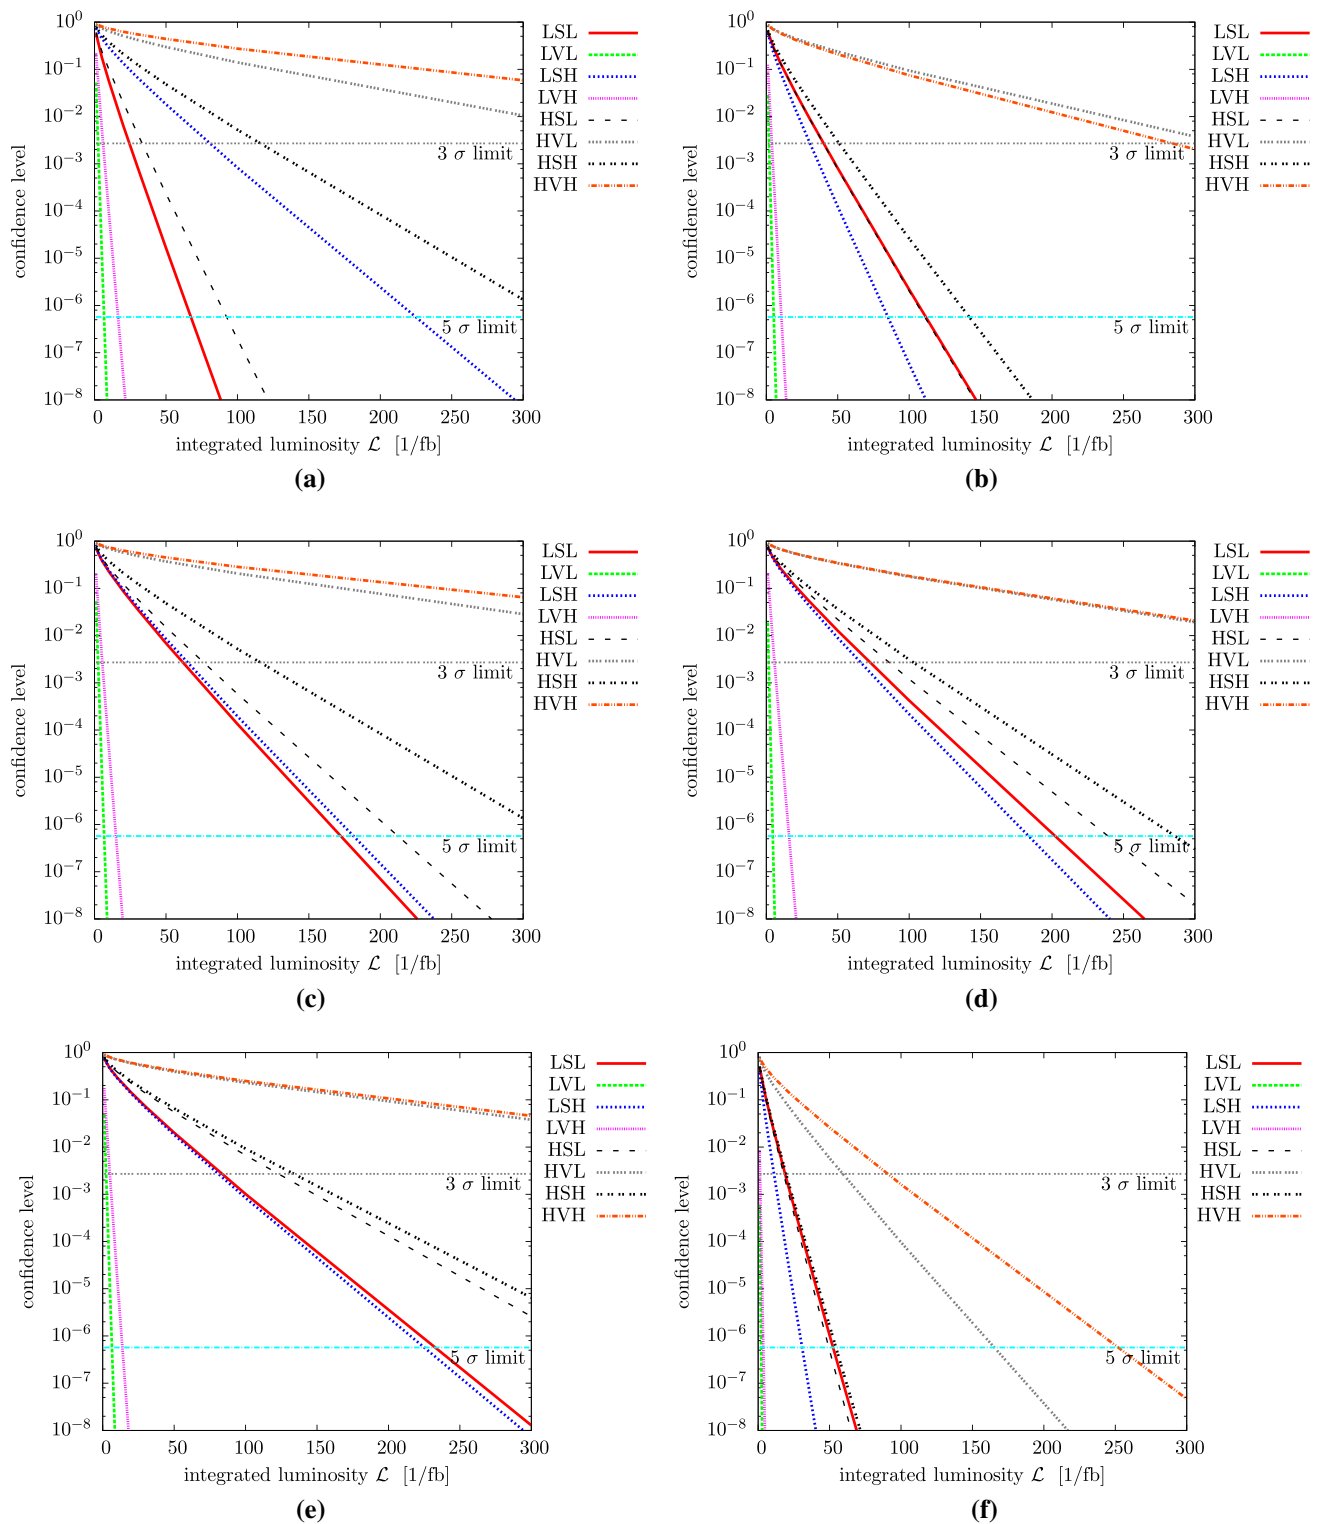 confidence level
10^0
10^-1
10^-2
10^-3
10^-4
10^-5
10^-6
10^-7
10^-8
3 σ limit
5 σ limit
0 50 100 150 200 250 300
integrated luminosity ℒ [1/fb]
LSL
LVL
LSH
LVH
HSL
HVL
HSH
HVH
(a)
confidence level
10^0
10^-1
10^-2
10^-3
10^-4
10^-5
10^-6
10^-7
10^-8
3 σ limit
5 σ limit
0 50 100 150 200 250 300
integrated luminosity ℒ [1/fb]
LSL
LVL
LSH
LVH
HSL
HVL
HSH
HVH
(b)
confidence level
10^0
10^-1
10^-2
10^-3
10^-4
10^-5
10^-6
10^-7
10^-8
3 σ limit
5 σ limit
0 50 100 150 200 250 300
integrated luminosity ℒ [1/fb]
LSL
LVL
LSH
LVH
HSL
HVL
HSH
HVH
(c)
confidence level
10^0
10^-1
10^-2
10^-3
10^-4
10^-5
10^-6
10^-7
10^-8
3 σ limit
5 σ limit
0 50 100 150 200 250 300
integrated luminosity ℒ [1/fb]
LSL
LVL
LSH
LVH
HSL
HVL
HSH
HVH
(d)
confidence level
10^0
10^-1
10^-2
10^-3
10^-4
10^-5
10^-6
10^-7
10^-8
3 σ limit
5 σ limit
0 50 100 150 200 250 300
integrated luminosity ℒ [1/fb]
LSL
LVL
LSH
LVH
HSL
HVL
HSH
HVH
(e)
confidence level
10^0
10^-1
10^-2
10^-3
10^-4
10^-5
10^-6
10^-7
10^-8
3 σ limit
5 σ limit
0 50 100 150 200 250 300
integrated luminosity ℒ [1/fb]
LSL
LVL
LSH
LVH
HSL
HVL
HSH
HVH
(f)